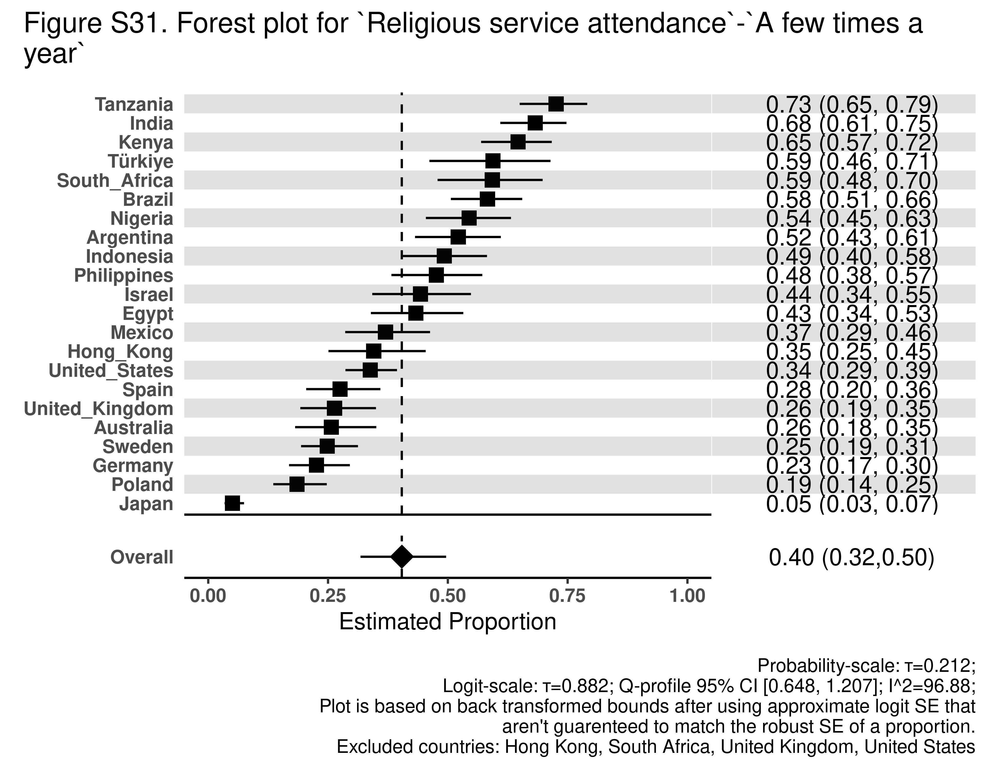 Figure S31. Forest plot for `Religious service attendance`-`A few times a
year`
Tanzania 0.73 (0.65, 0.79)
India 0.68 (0.61, 0.75)
Kenya 0.65 (0.57, 0.72)
Türkiye 0.59 (0.46, 0.71)
South_Africa 0.59 (0.48, 0.70)
Brazil 0.58 (0.51, 0.66)
Nigeria 0.54 (0.45, 0.63)
Argentina 0.52 (0.43, 0.61)
Indonesia 0.49 (0.40, 0.58)
Philippines 0.48 (0.38, 0.57)
Israel 0.44 (0.34, 0.55)
Egypt 0.43 (0.34, 0.53)
Mexico 0.37 (0.29, 0.46)
Hong_Kong 0.35 (0.25, 0.45)
United_States 0.34 (0.29, 0.39)
Spain 0.28 (0.20, 0.36)
United_Kingdom 0.26 (0.19, 0.35)
Australia 0.26 (0.18, 0.35)
Sweden 0.25 (0.19, 0.31)
Germany 0.23 (0.17, 0.30)
Poland 0.19 (0.14, 0.25)
Japan 0.05 (0.03, 0.07)
Overall 0.40 (0.32,0.50)
0.00 0.25 0.50 0.75 1.00
Estimated Proportion
Probability-scale: τ=0.212;
Logit-scale: τ=0.882; Q-profile 95% CI [0.648, 1.207]; I^2=96.88;
Plot is based on back transformed bounds after using approximate logit SE that
aren't guarenteed to match the robust SE of a proportion.
Excluded countries: Hong Kong, South Africa, United Kingdom, United States